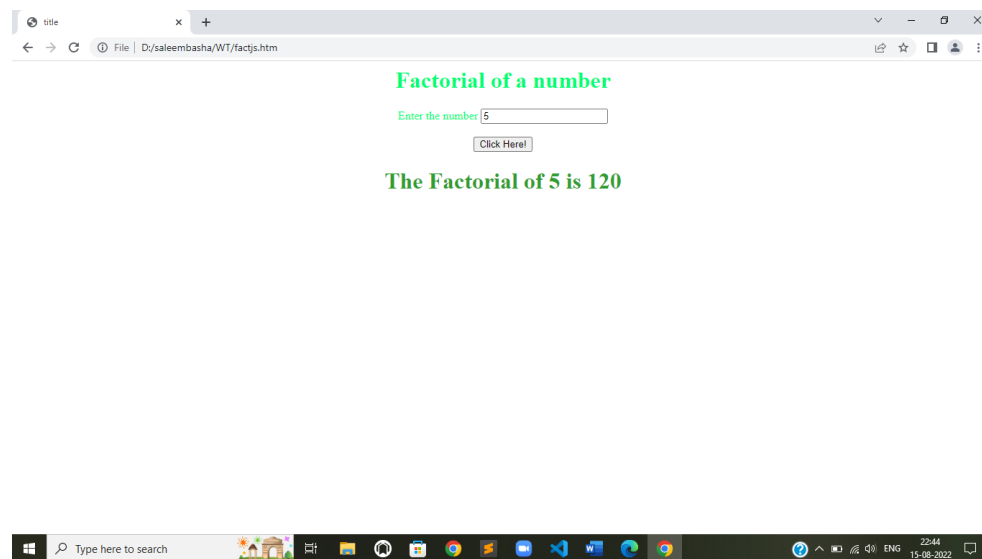 title
File D:/saleembasha/WT/factjs.htm
Factorial of a number
Enter the number 5
Click Here!
The Factorial of 5 is 120
Type here to search
ENG
22:44
15-08-2022